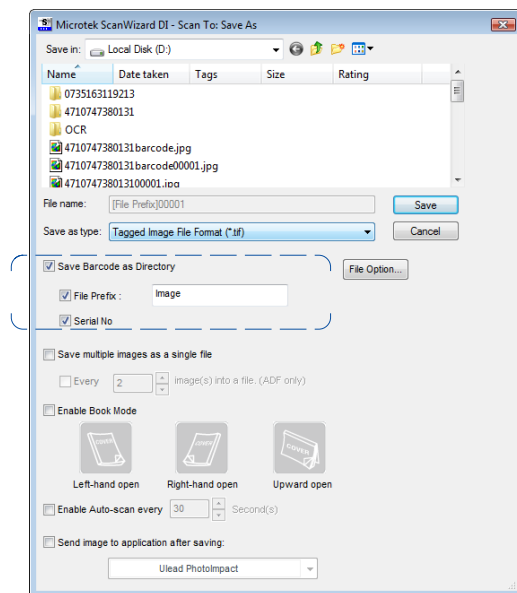 Microtek ScanWizard DI - Scan To: Save As
Save in: Local Disk (D:)
Name Date taken Tags Size Rating
0735163119213
4710747380131
OCR
4710747380131barcode.jpg
4710747380131barcode00001.jpg
471074738013100001.jpg
File name: [File Prefix]00001 Save
Save as type: Tagged Image File Format (*.tif) Cancel
Save Barcode as Directory File Option...
File Prefix : Image
Serial No
Save multiple images as a single file
Every 2 image(s) into a file. (ADF only)
Enable Book Mode
COVER COVER COVER
Left-hand open Right-hand open Upward open
Enable Auto-scan every 30 Second(s)
Send image to application after saving:
Ulead PhotoImpact